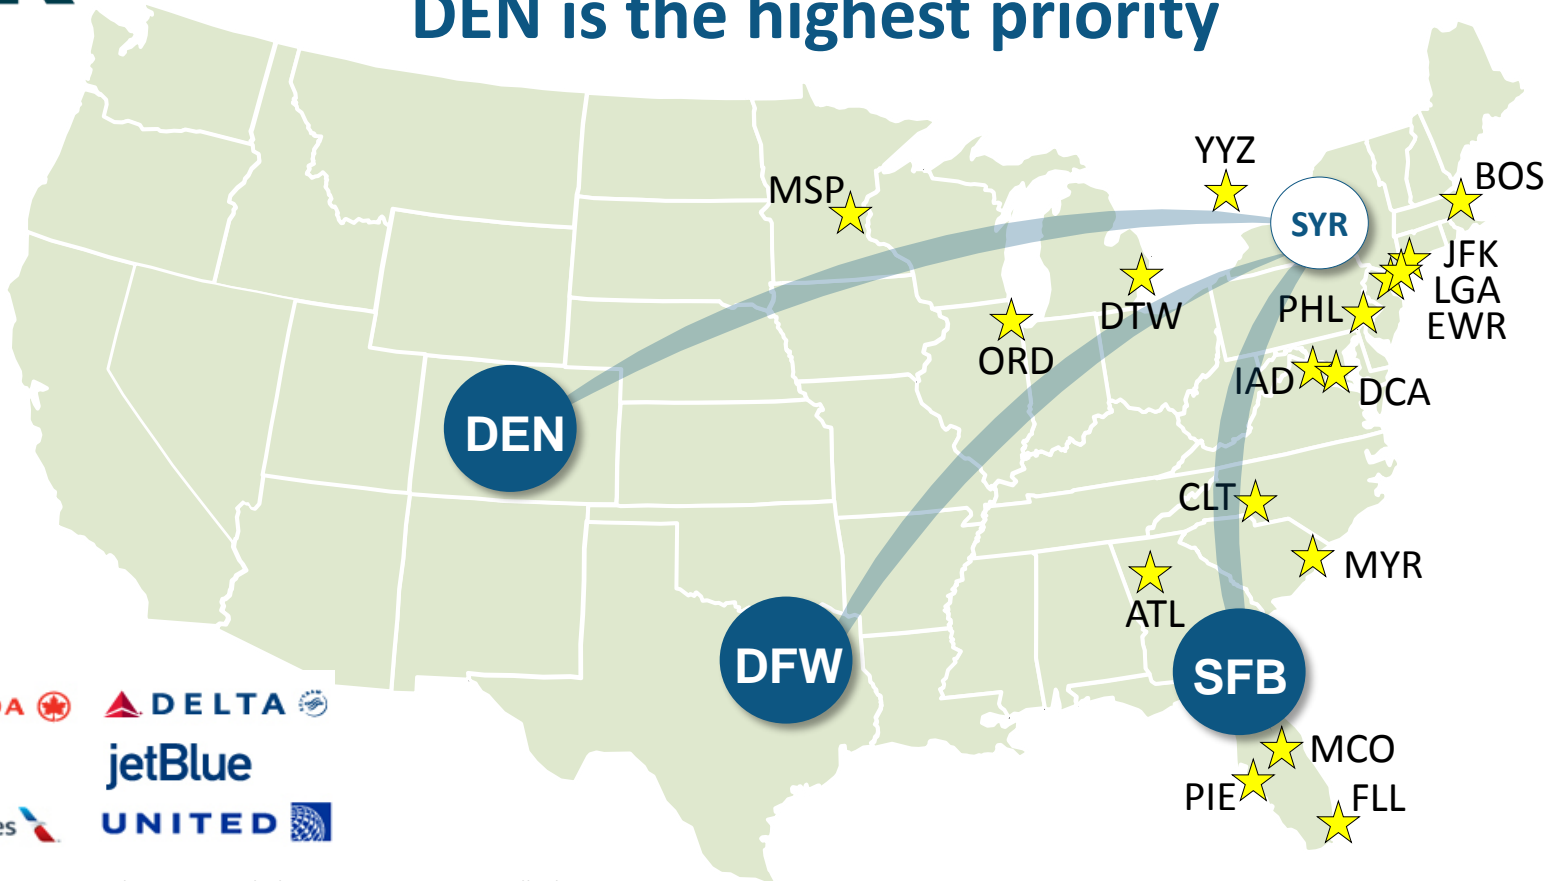 DEN is the highest priority
YYZ
BOS
MSP
SYR
JFK
LGA
EWR
PHL
DTW
ORD
IAD
DCA
DEN
CLT
MYR
ATL
DFW
SFB
DELTA
jetBlue
UNITED
MCO
PIE
FLL